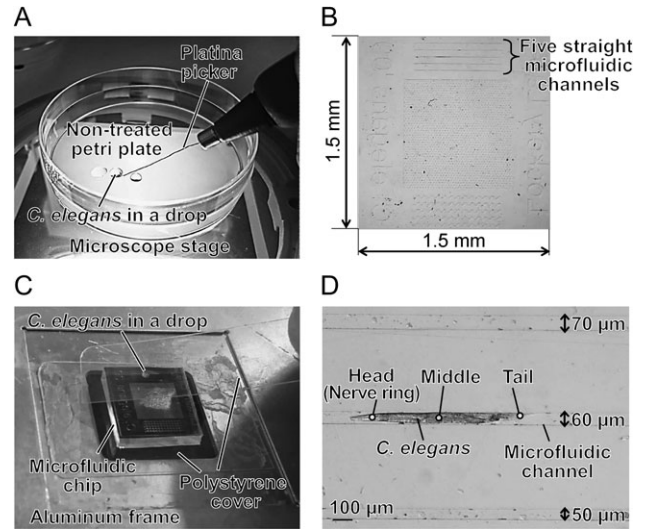 A
Platina
picker
Non-treated
petri plate
C. elegans in a drop
Microscope stage
B
Five straight
microfluidic
channels
1.5 mm
1.5 mm
C
C. elegans in a drop
Microfluidic
chip
Polystyrene
cover
Aluminum frame
D
70 µm
Head
(Nerve ring)
Middle
Tail
60 µm
C. elegans
Microfluidic
channel
100 µm
50 µm